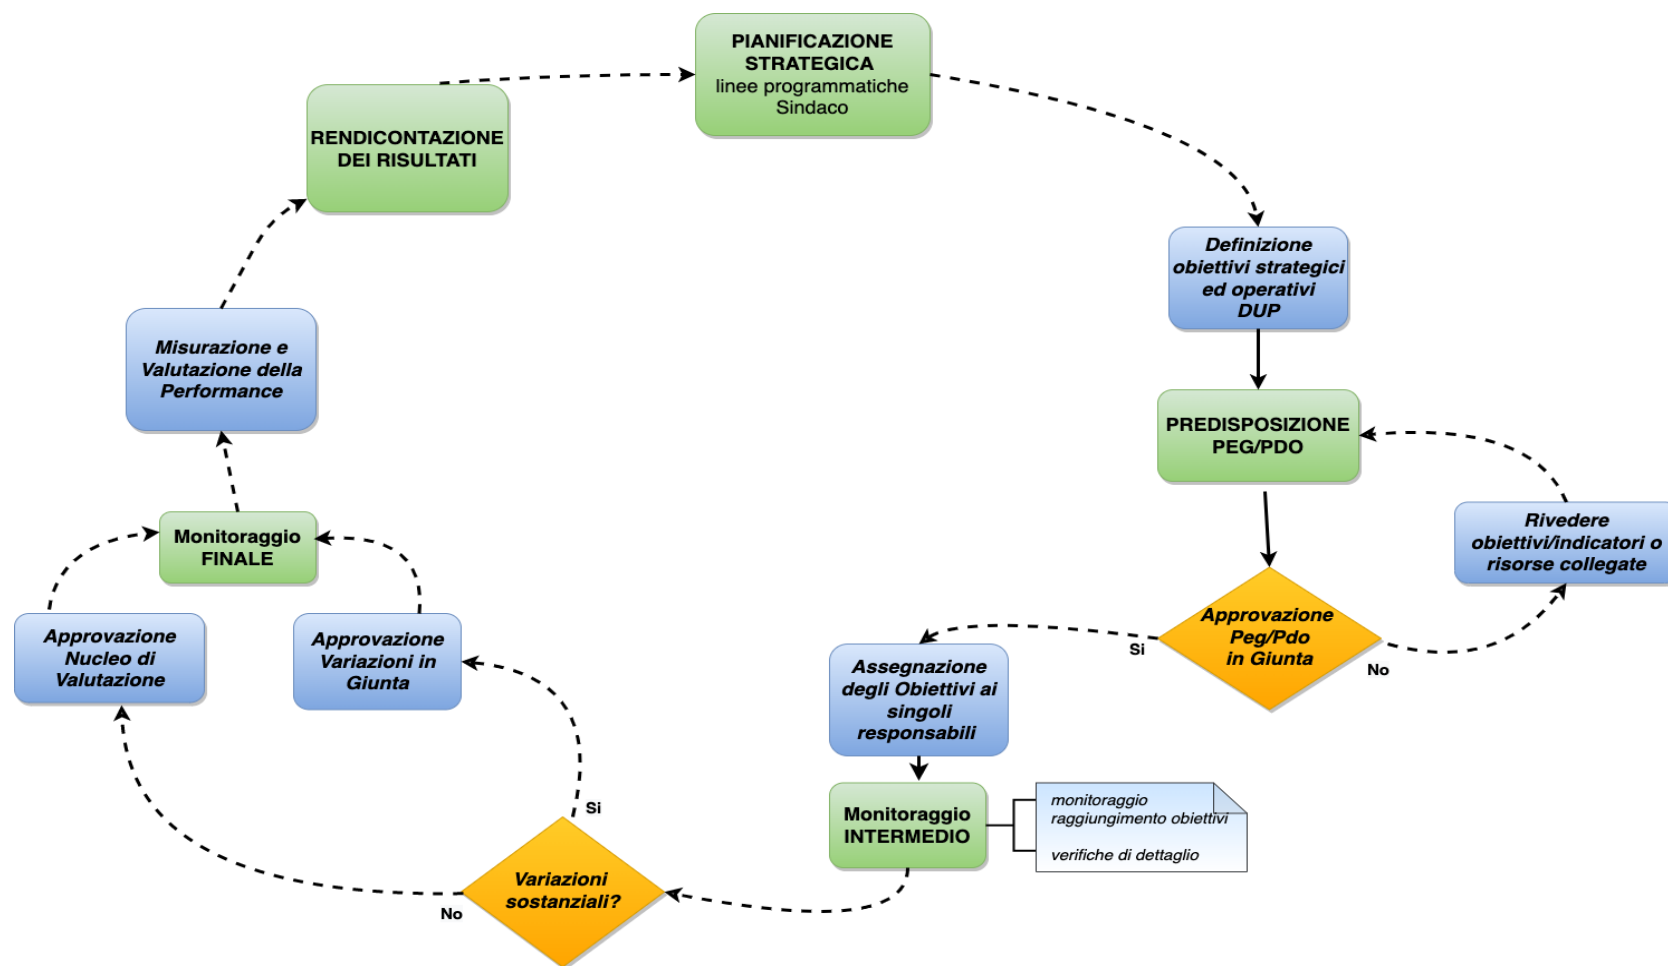 PIANIFICAZIONE
STRATEGICA
linee programmatiche
Sindaco
RENDICONTAZIONE
DEI RISULTATI
Definizione
obiettivi strategici
ed operativi
DUP
Misurazione e
Valutazione della
Performance
PREDISPOSIZIONE
PEG/PDO
Monitoraggio
FINALE
Rivedere
obiettivi/indicatori o
risorse collegate
Approvazione
Nucleo di
Valutazione
Approvazione
Variazioni in
Giunta
Approvazione
Peg/Pdo
in Giunta
Si
No
Assegnazione
degli Obiettivi ai
singoli
responsabili
Monitoraggio
INTERMEDIO
monitoraggio
raggiungimento obiettivi
verifiche di dettaglio
Si
Variazioni
sostanziali?
No